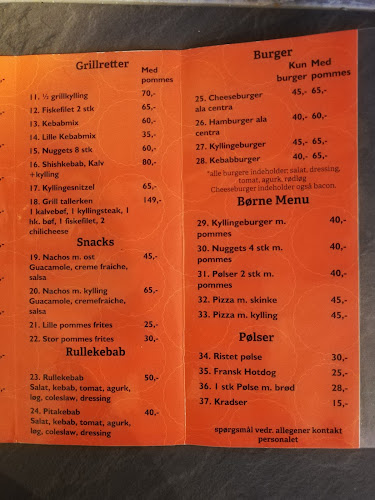 Grillretter
Med
pommes
11. ½ grillkylling 70,-
12. Fiskefilet 2 stk 65,-
13. Kebabmix 60,-
14. Lille Kebabmix 35,-
15. Nuggets 8 stk 60,-
16. Shishkebab, Kalv 80,-
+kylling
17. Kyllingesnitzel 65,-
18. Grill tallerken 149,-
1 kalvebøf, 1 kyllingsteak, 1
hk. bøf, 1 fiskefilet, 2
chilicheese
Snacks
19. Nachos m. ost 45,-
Guacamole, creme fraiche,
salsa
20. Nachos m. kylling 65,-
Guacamole, cremefraiche,
salsa
21. Lille pommes frites 25,-
22. Stor pommes frites 30,-
Rullekebab
23. Rullekebab 50,-
Salat, kebab, tomat, agurk,
løg, coleslaw, dressing
24. Pitakebab 40,-
Salat, kebab, tomat, agurk,
løg, coleslaw, dressing
Burger
Kun Med
burger pommes
25. Cheeseburger 45,- 65,-
ala centra
26. Hamburger ala 40,- 60,-
centra
27. Kyllingeburger 45,- 65,-
28. Kebabburger 40,- 65,-
*alle burgere indeholder; salat, dressing,
tomat, agurk, rødløg
Cheeseburger indeholder også bacon.
Børne Menu
29. Kyllingeburger m. 40,-
pommes
30. Nuggets 4 stk m. 40,-
pommes
31. Pølser 2 stk m. 40,-
pommes
32. Pizza m. skinke 45,-
33. Pizza m. kylling 45,-
Pølser
34. Ristet pølse 30,-
35. Fransk Hotdog 25,-
36. 1 stk Pølse m. brød 28,-
37. Kradser 15,-
spørgsmål vedr. allegener kontakt
personalet